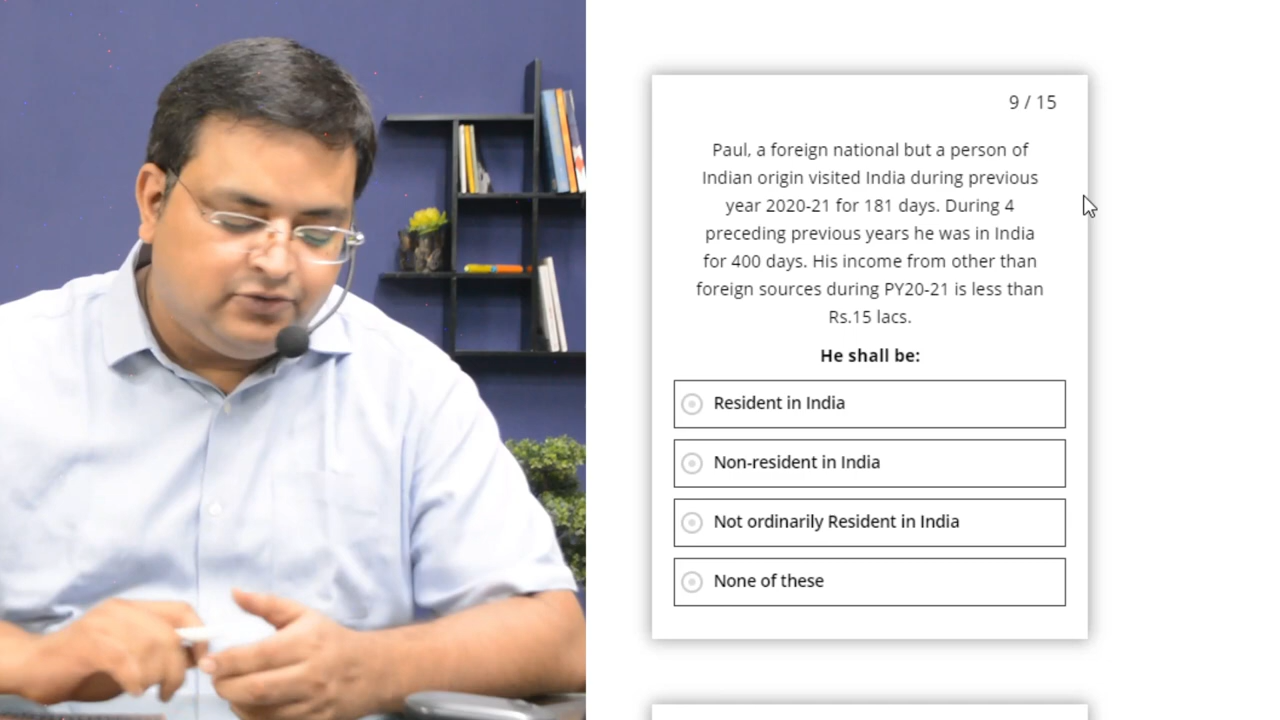 9 / 15
Paul, a foreign national but a person of
Indian origin visited India during previous
year 2020-21 for 181 days. During 4
preceding previous years he was in India
for 400 days. His income from other than
foreign sources during PY20-21 is less than
Rs.15 lacs.
He shall be:
Resident in India
Non-resident in India
Not ordinarily Resident in India
None of these